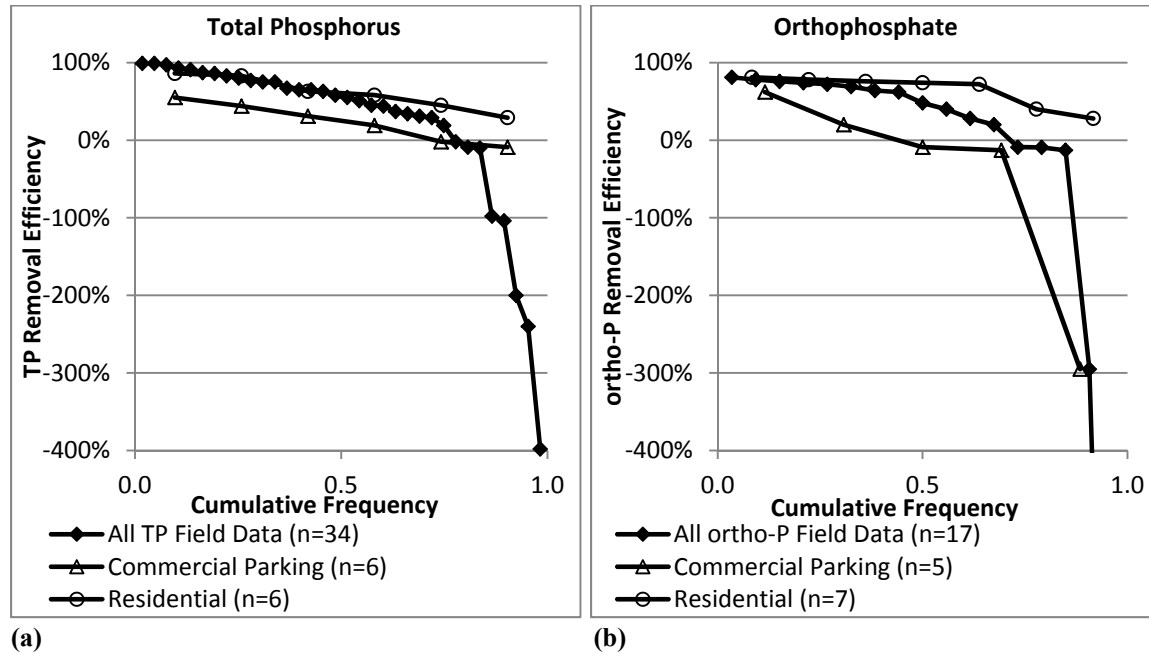 Total Phosphorus
100%
0%
-100%
-200%
-300%
-400%
TP Removal Efficiency
0.0 0.5 1.0
Cumulative Frequency
All TP Field Data (n=34)
Commercial Parking (n=6)
Residential (n=6)
(a)
Orthophosphate
100%
0%
-100%
-200%
-300%
-400%
ortho-P Removal Efficiency
0.0 0.5 1.0
Cumulative Frequency
All ortho-P Field Data (n=17)
Commercial Parking (n=5)
Residential (n=7)
(b)